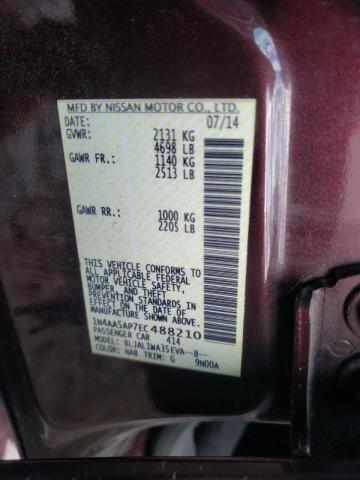 MFD BY NISSAN MOTOR CO., LTD.
DATE: 07/14
GVWR: 2131 KG
4698 LB
GAWR FR.: 1140 KG
2513 LB
GAWR RR.: 1000 KG
2205 LB
THIS VEHICLE CONFORMS TO ALL
APPLICABLE FEDERAL
MOTOR VEHICLE SAFETY,
BUMPER, AND THEFT
PREVENTION STANDARDS
IN EFFECT ON THE DATE OF
MANUFACTURE SHOWN ABOVE.
1N4AA5AP7EC488210
PASSENGER CAR 414
MODEL: BLJALIWA35EVA--B--
COLOR: NAB TRIM: G 9N00A